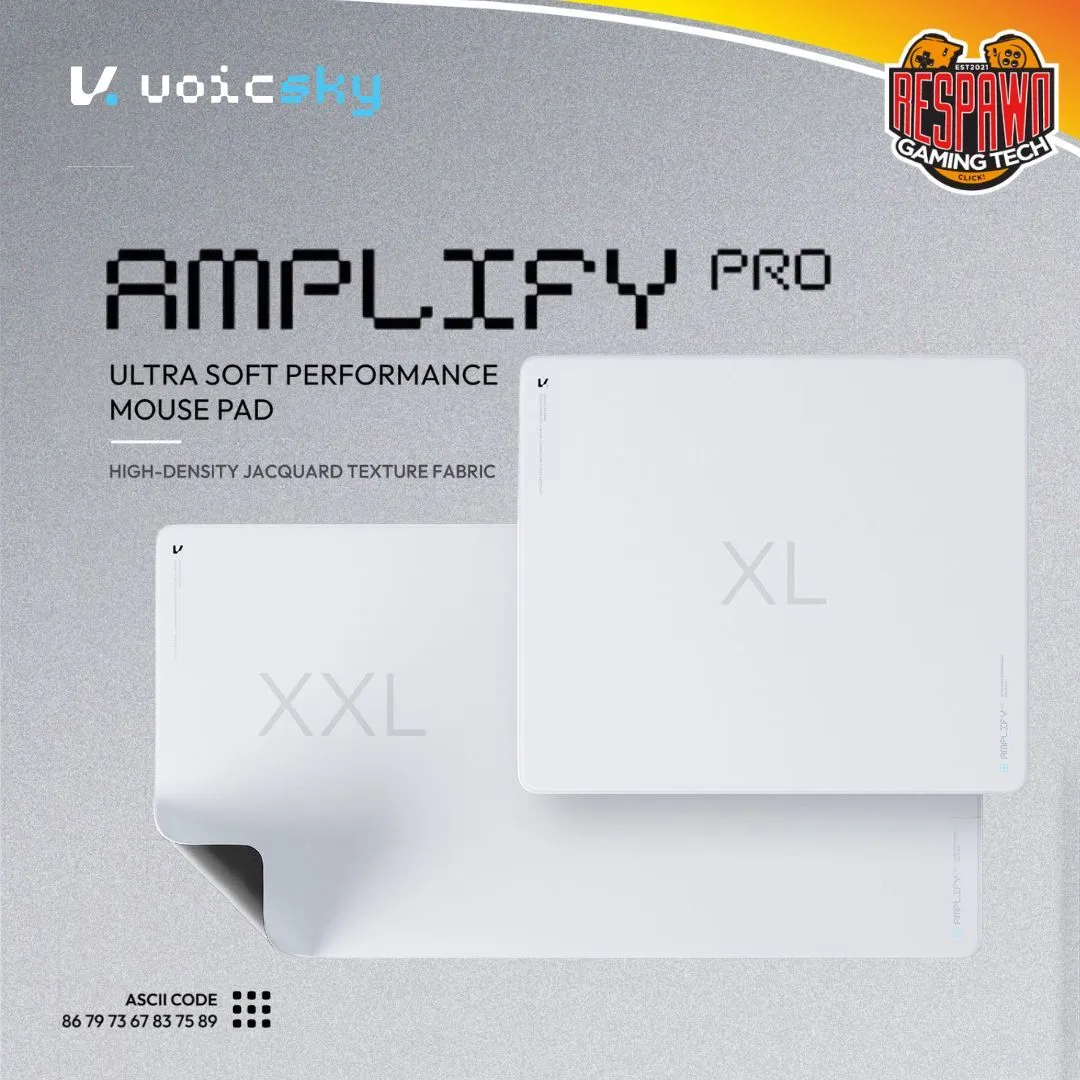 V. voicsky
EST2021
RESPAWN
GAMING TECH
CLICK!
AMPLIFY PRO
ULTRA SOFT PERFORMANCE
MOUSE PAD
HIGH-DENSITY JACQUARD TEXTURE FABRIC
XL
AMPLIFY
XXL
AMPLIFY
ASCII CODE
86 79 73 67 83 75 89